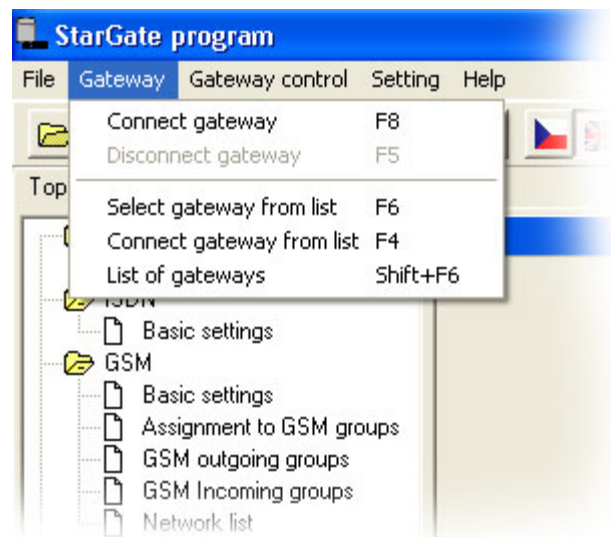 StarGate program
File Gateway Gateway control Setting Help
Connect gateway F8
Disconnect gateway F5
Top
Select gateway from list F6
Connect gateway from list F4
List of gateways Shift+F6
ISDN
Basic settings
GSM
Basic settings
Assignment to GSM groups
GSM outgoing groups
GSM Incoming groups
Network list